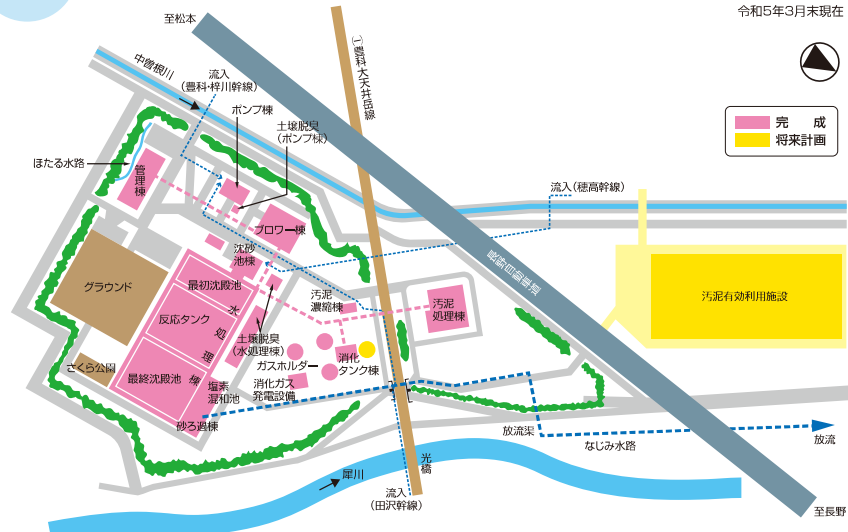 令和5年3月末現在
至松本
中曽根川
流入
(豊科・梓川幹線)
ポンプ棟
土壌脱臭
(ポンプ棟)
①豊科大天井岳線
完　成
将来計画
ほたる水路
管理棟
流入(穂高幹線)
ブロワー棟
沈砂
池棟
長野自動車道
グラウンド
最初沈殿池
水処理棟
反応タンク
最終沈殿池
汚泥
濃縮棟
汚泥
処理棟
汚泥有効利用施設
土壌脱臭
(水処理棟)
ガスホルダー
消化
タンク棟
さくら公園
塩素
混和池
消化ガス
発電設備
砂ろ過棟
放流渠
なじみ水路
放流
光橋
犀川
流入
(田沢幹線)
至長野